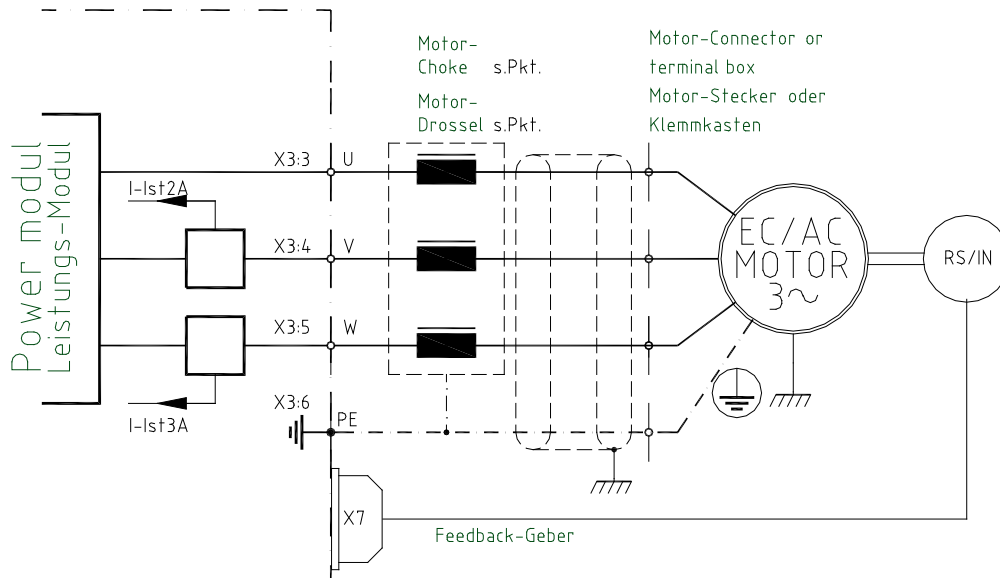 Motor-
Choke s.Pkt.
Motor-
Drossel s.Pkt.
Motor-Connector or
terminal box
Motor-Stecker oder
Klemmkasten
Power modul
Leistungs-Modul
X3:3 U
I-Ist2A
X3:4 V
X3:5 W
I-Ist3A
X3:6
PE
EC/AC
MOTOR
3~
RS/IN
X7
Feedback-Geber